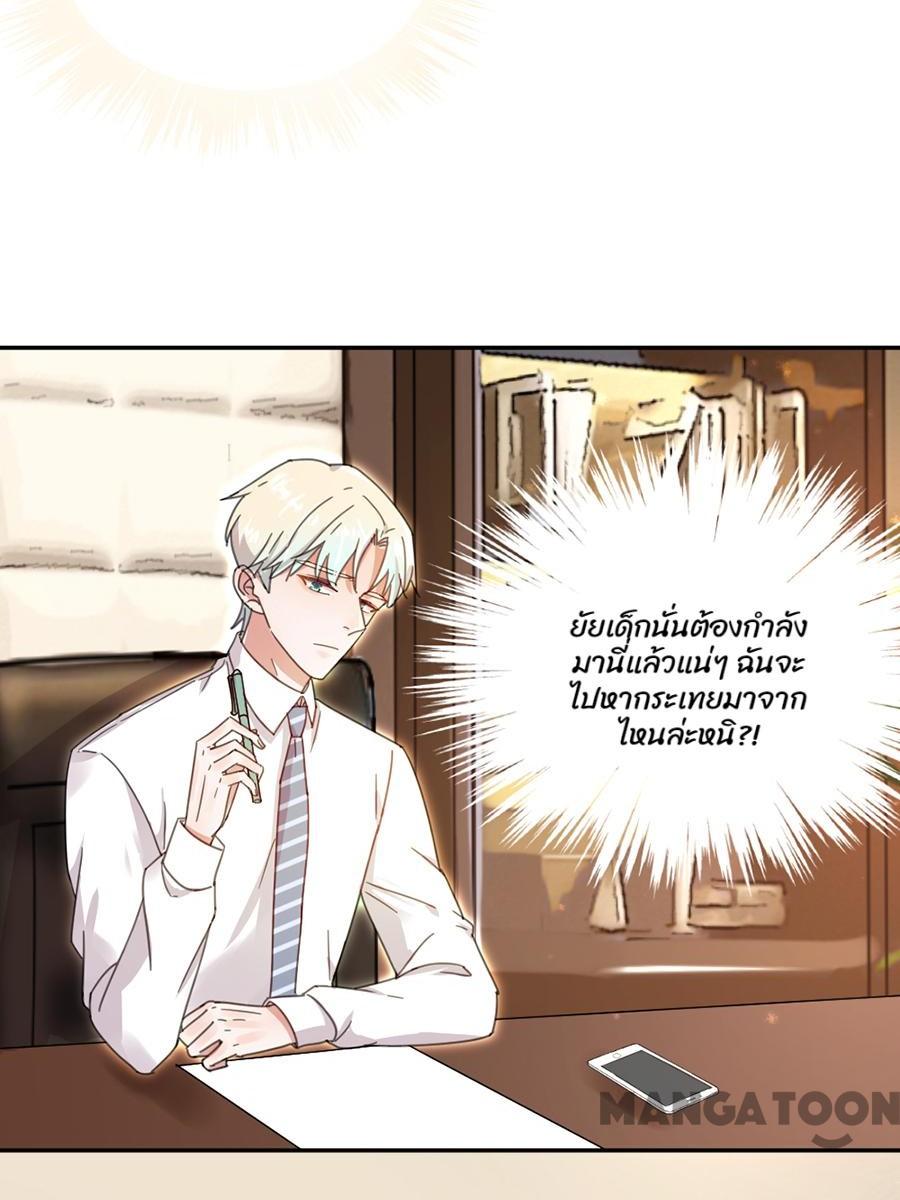 ยัยเด็กนั่นต้องกำลัง
มานี่แล้วแน่ๆ ฉันจะ
ไปหากระเทยมาจาก
ไหนล่ะหนิ?!
MANGATOON